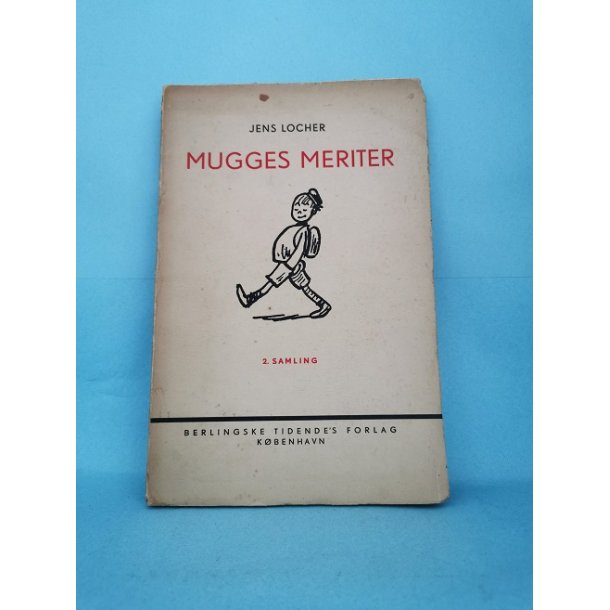 JENS LOCHER
MUGGES MERITER
2. SAMLING
BERLINGSKE TIDENDE'S FORLAG
KØBENHAVN